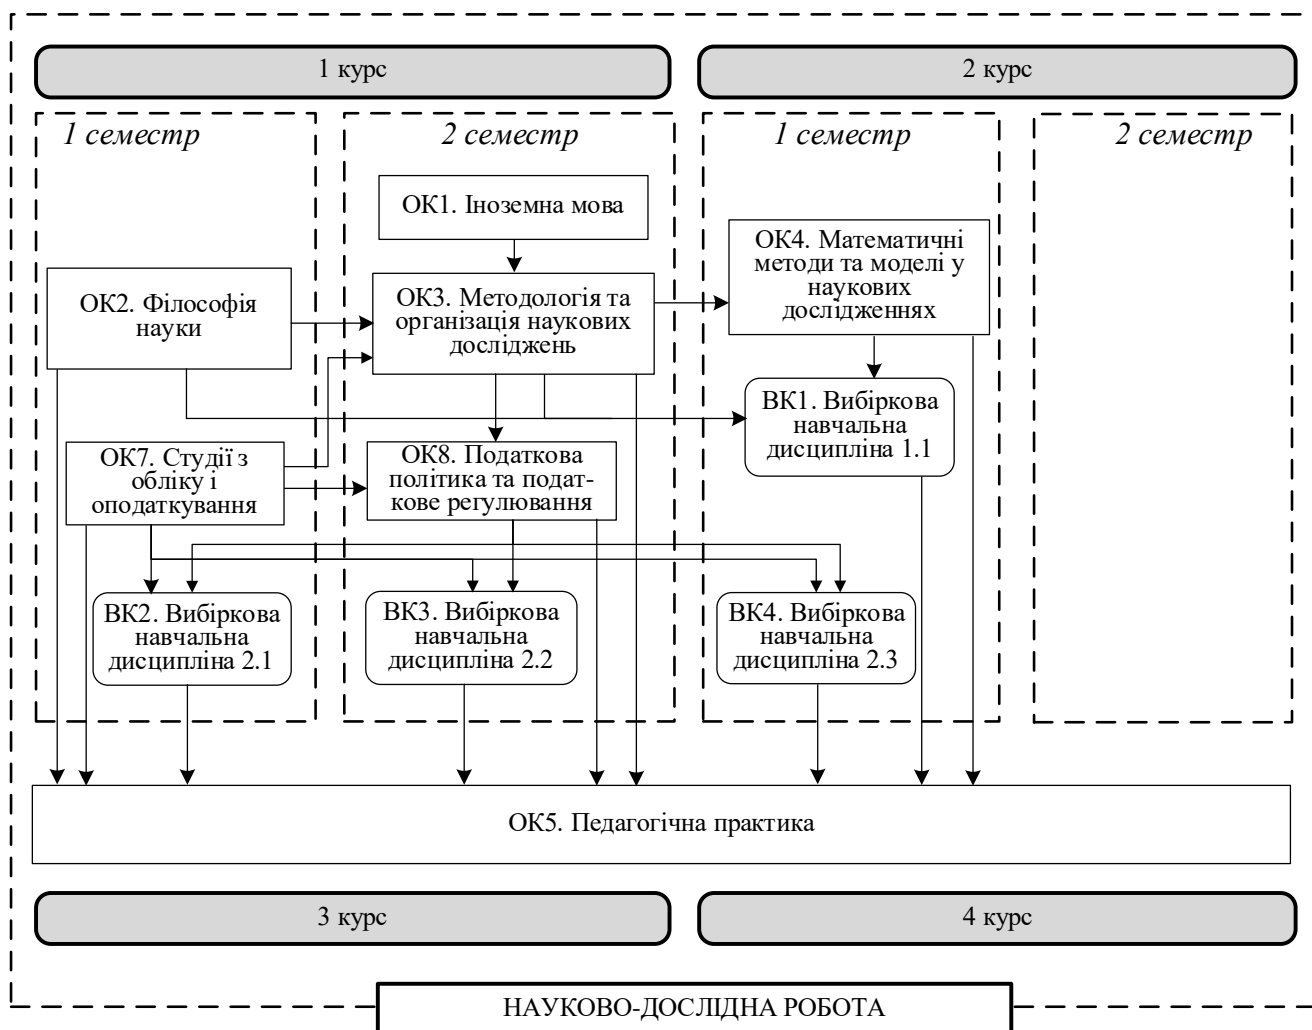 1 курс
2 курс
1 семестр
2 семестр
1 семестр
2 семестр
ОК1. Іноземна мова
ОК4. Математичні
методи та моделі у
наукових
дослідженнях
ОК2. Філософія
науки
ОК3. Методологія та
організація наукових
досліджень
ВК1. Вибіркова
навчальна
дисципліна 1.1
ОК7. Студії з
обліку і
оподаткування
ОК8. Податкова
політика та подат-
кове регулювання
ВК2. Вибіркова
навчальна
дисципліна 2.1
ВК3. Вибіркова
навчальна
дисципліна 2.2
ВК4. Вибіркова
навчальна
дисципліна 2.3
ОК5. Педагогічна практика
3 курс
4 курс
НАУКОВО-ДОСЛІДНА РОБОТА